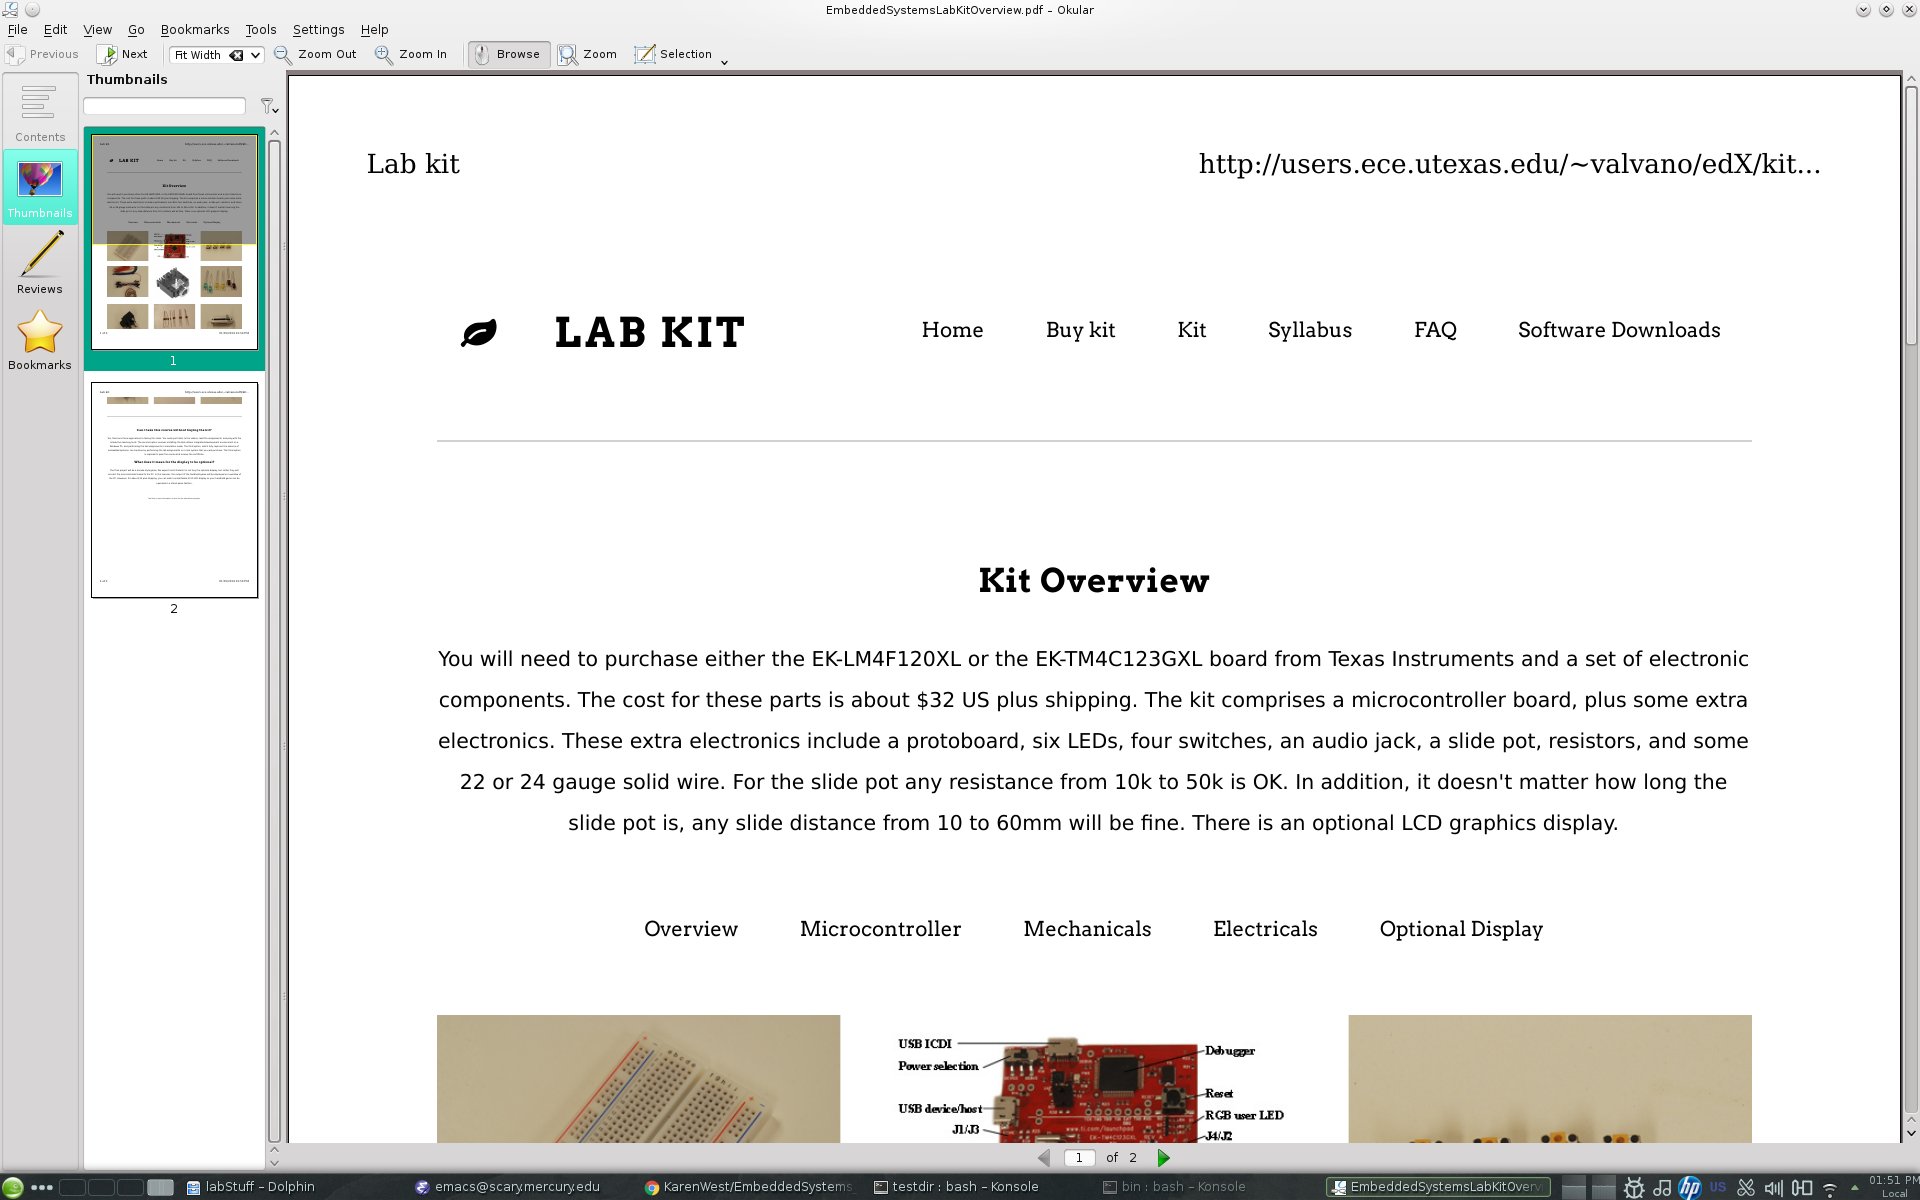 EmbeddedSystemsLabKitOverview.pdf – Okular
File Edit View Go Bookmarks Tools Settings Help
Previous Next Fit Width Zoom Out Zoom In Browse Zoom Selection
Thumbnails
Contents
Thumbnails
Reviews
Bookmarks
1
2
Lab kit http://users.ece.utexas.edu/~valvano/edX/kit...
LAB KIT Home Buy kit Kit Syllabus FAQ Software Downloads
Kit Overview
You will need to purchase either the EK-LM4F120XL or the EK-TM4C123GXL board from Texas Instruments and a set of electronic
components. The cost for these parts is about $32 US plus shipping. The kit comprises a microcontroller board, plus some extra
electronics. These extra electronics include a protoboard, six LEDs, four switches, an audio jack, a slide pot, resistors, and some
22 or 24 gauge solid wire. For the slide pot any resistance from 10k to 50k is OK. In addition, it doesn't matter how long the
slide pot is, any slide distance from 10 to 60mm will be fine. There is an optional LCD graphics display.
Overview Microcontroller Mechanicals Electricals Optional Display
USB ICDI
Power selection
USB device/host
J1/J3
Debugger
Reset
RGB user LED
J4/J2
www.ti.com/launchpad
EK-TM4C123GXL
1 of 2
labStuff – Dolphin emacs@scary.mercury.edu KarenWest/EmbeddedSystems testdir : bash – Konsole bin : bash – Konsole EmbeddedSystemsLabKitOverv US 01:51 PM
Local